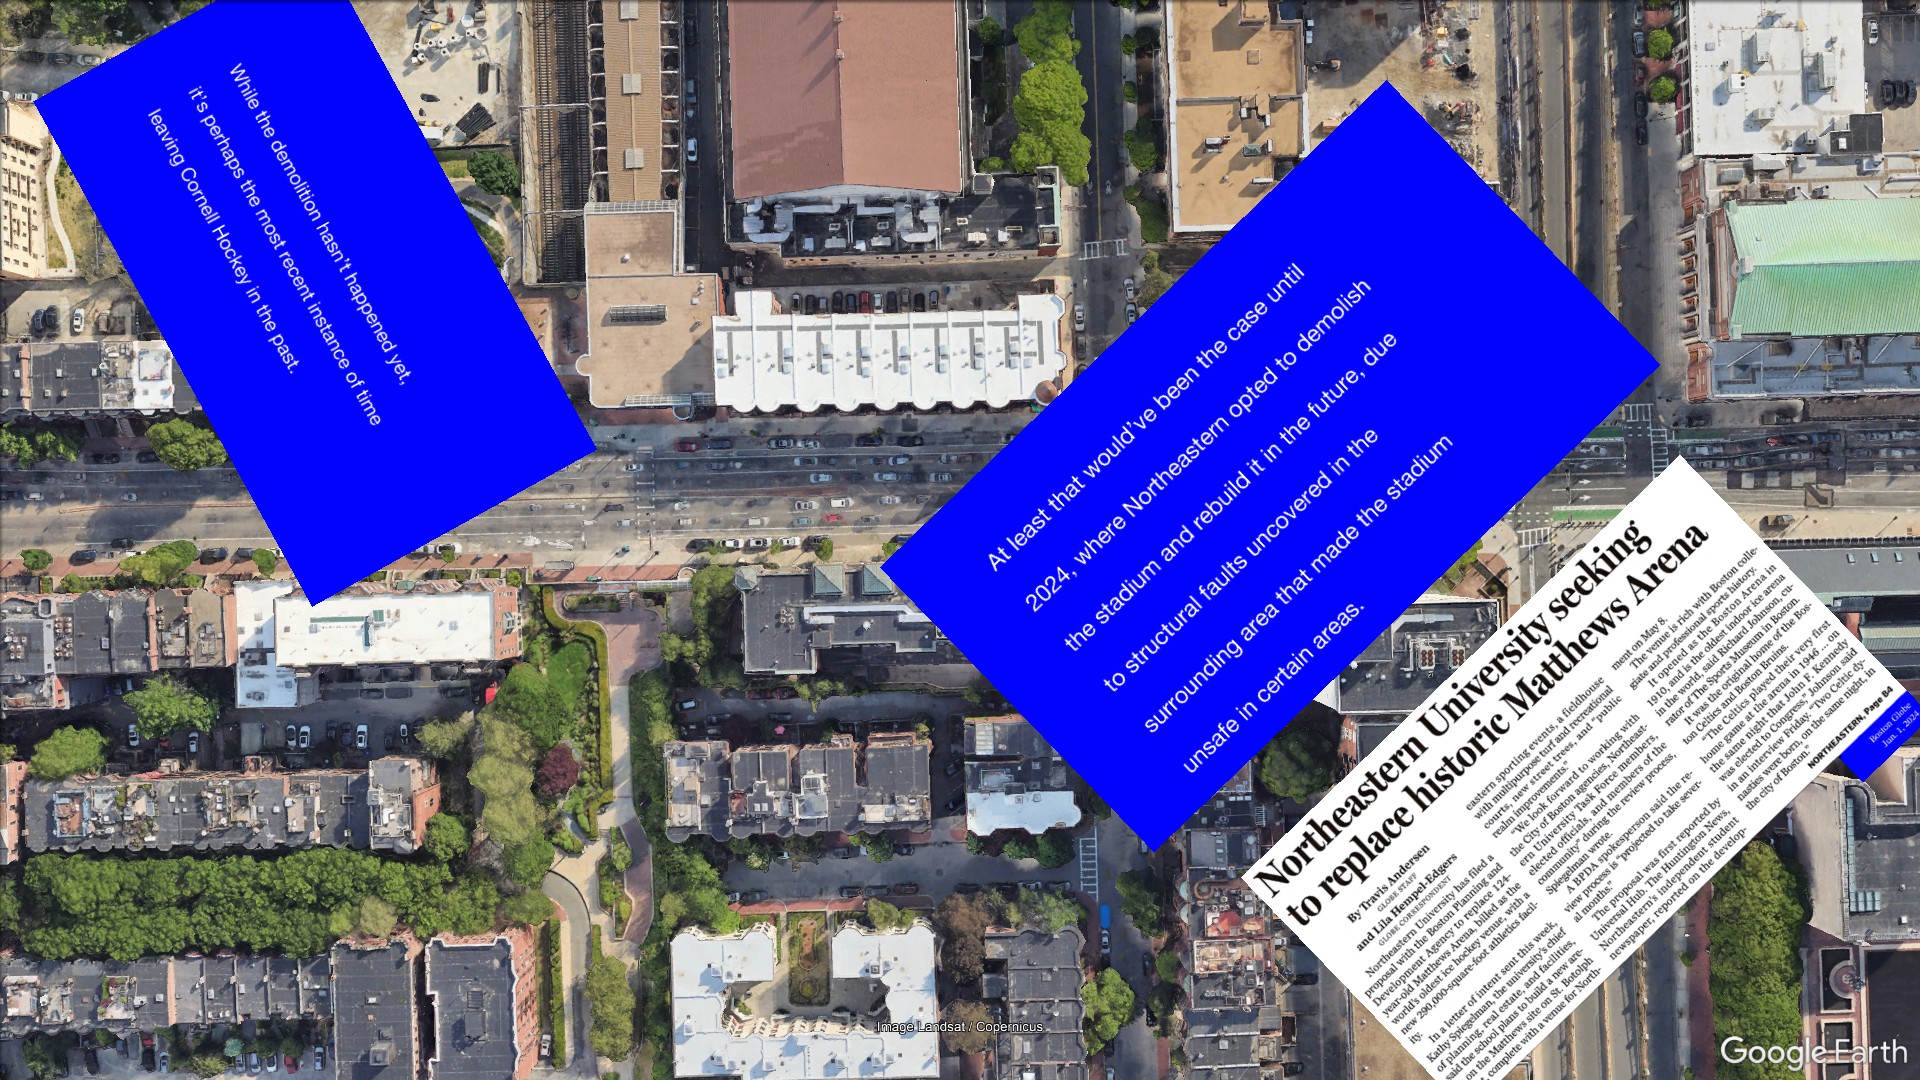 While the demolition hasn't happened yet,
it's perhaps the most recent instance of time
leaving Cornell Hockey in the past.
At least that would've been the case until
2024, where Northeastern opted to demolish
the stadium and rebuild it in the future, due
to structural faults uncovered in the
surrounding area that made the stadium
unsafe in certain areas.
Northeastern University seeking
to replace historic Matthews Arena
By Travis Andersen
GLOBE STAFF
and Lila Hempel-Edgers
GLOBE CORRESPONDENT
Northeastern University has filed a
proposal with the Boston Planning and
Development Agency to replace 124-
year-old Matthews Arena, billed as the
world's oldest ice hockey venue, with a
new 290,000-square-foot athletics facil-
ity.
In a letter of intent sent this week,
Kathy Spiegelman, the university's chief
of planning, real estate, and facilities,
said the school plans to build a new are-
on the Matthews site on St. Botolph
complete with a venue for North-
eastern sporting events, a fieldhouse
with multipurpose turf and recreational
courts, new street trees, and "public
realm improvements."
"We look forward to working with
the City of Boston agencies, Northeast-
ern University Task Force members,
elected officials, and members of the
community" during the review process,
Spiegelman wrote.
A BPDA spokesperson said the re-
view process is "projected to take sever-
al months."
The proposal was first reported by
Universal Hub. The Huntington News,
Northeastern's independent student
newspaper, reported on the develop-
ment on May 8.
The venue is rich with Boston colle-
giate and professional sports history.
It opened as the Boston Arena in
1910, and is the oldest indoor ice arena
in the world, said Richard Johnson, cu-
rator of The Sports Museum in Boston.
It was the original home of the Bos-
ton Celtics and Boston Bruins.
"The Celtics played their very first
home game at the arena in 1946 ... on
the same night that John F. Kennedy
was elected to Congress," Johnson said
in an interview Friday. "Two Celtic dy-
nasties were born, on the same night, in
the city of Boston."
NORTHEASTERN, Page B4
Boston Globe
Jun. 1, 2024
Image Landsat / Copernicus
Google Earth